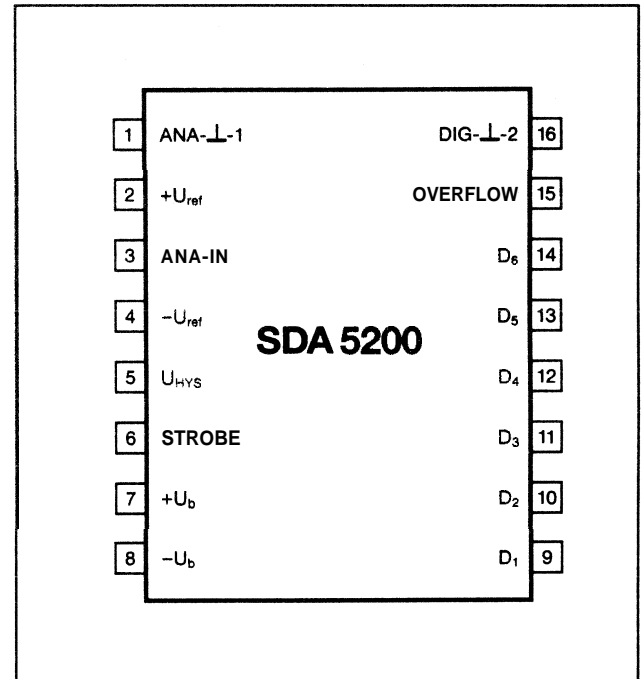 1 ANA-⊥-1 DIG-⊥-2 16
2 +Uref OVERFLOW 15
3 ANA-IN D6 14
4 -Uref D5 13
SDA 5200
5 UHYS D4 12
6 STROBE D3 11
7 +Ub D2 10
8 -Ub D1 9